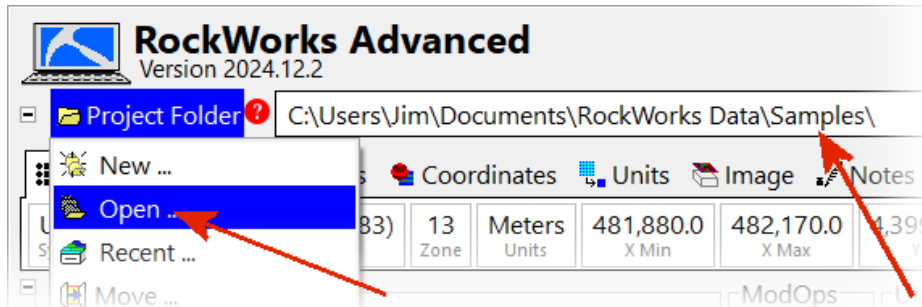 RockWorks Advanced
Version 2024.12.2
Project Folder ? C:\Users\Jim\Documents\RockWorks Data\Samples\
New ...
Coordinates Units Image Notes
Open ...
83) 13 Meters 481,880.0 482,170.0
Zone Units X Min X Max
Recent ...
Move ...
ModOps